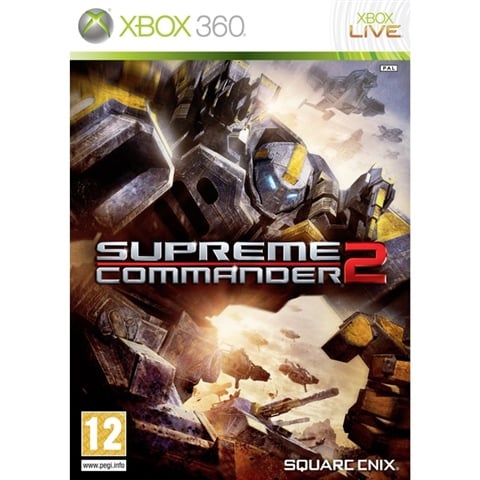 XBOX 360
XBOX
LIVE
PAL
SUPREME
COMMANDER 2
12
www.pegi.info
SQUARE ENIX